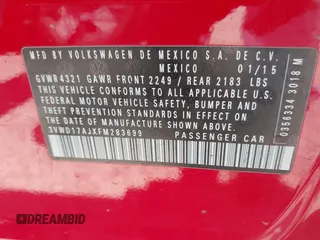 MFD. BY VOLKSWAGEN DE MEXICO S.A. DE C.V.
MEXICO 01/15
GVWR 4321 GAWR FRONT 2249 / REAR 2183 LBS
THIS VEHICLE CONFORMS TO ALL APPLICABLE
FEDERAL MOTOR VEHICLE SAFETY, BUMPER AND
THEFT PREVENTION STANDARDS IN EFFECT ON THE
DATE OF MANUFACTURE SHOWN ABOVE.
3VWD17AJXFM283699 PASSENGER CAR
0356334 3018 M
DREAMBID